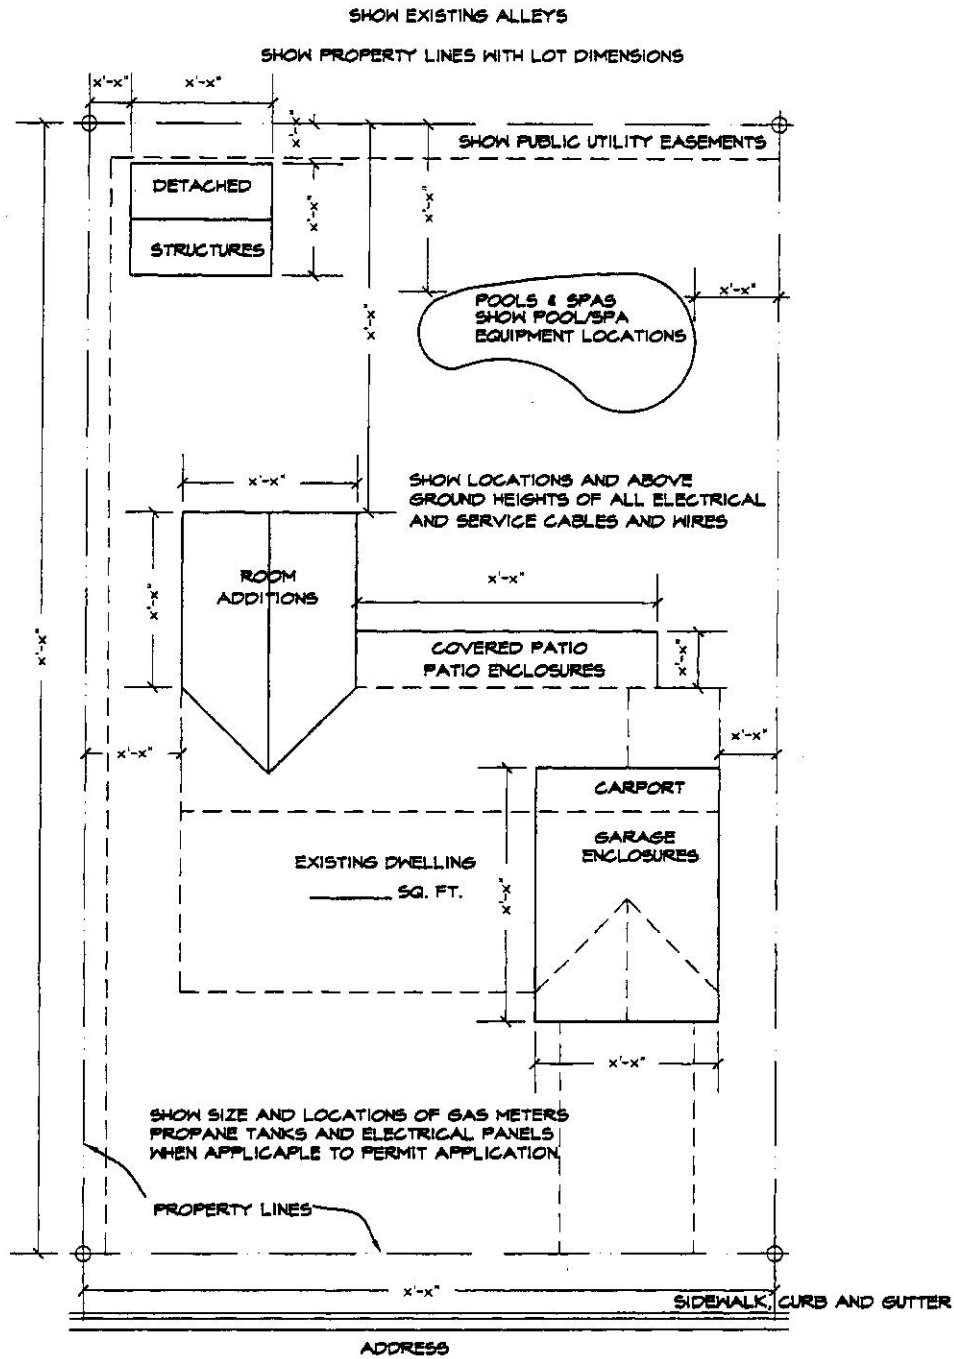 SHOW EXISTING ALLEYS
SHOW PROPERTY LINES WITH LOT DIMENSIONS
x'-x"
x'-x"
x'-x"
SHOW PUBLIC UTILITY EASEMENTS
DETACHED
STRUCTURES
x'-x"
x'-x"
x'-x"
POOLS & SPAS
SHOW POOL/SPA
EQUIPMENT LOCATIONS
x'-x"
x'-x"
SHOW LOCATIONS AND ABOVE
GROUND HEIGHTS OF ALL ELECTRICAL
AND SERVICE CABLES AND WIRES
x'-x"
ROOM
ADDITIONS
x'-x"
x'-x"
COVERED PATIO
PATIO ENCLOSURES
x'-x"
x'-x"
x'-x"
x'-x"
CARPORT
GARAGE
ENCLOSURES
EXISTING DWELLING
______ SQ. FT.
x'-x"
x'-x"
SHOW SIZE AND LOCATIONS OF GAS METERS
PROPANE TANKS AND ELECTRICAL PANELS
WHEN APPLICAPLE TO PERMIT APPLICATION
PROPERTY LINES
x'-x"
SIDEWALK, CURB AND GUTTER
ADDRESS